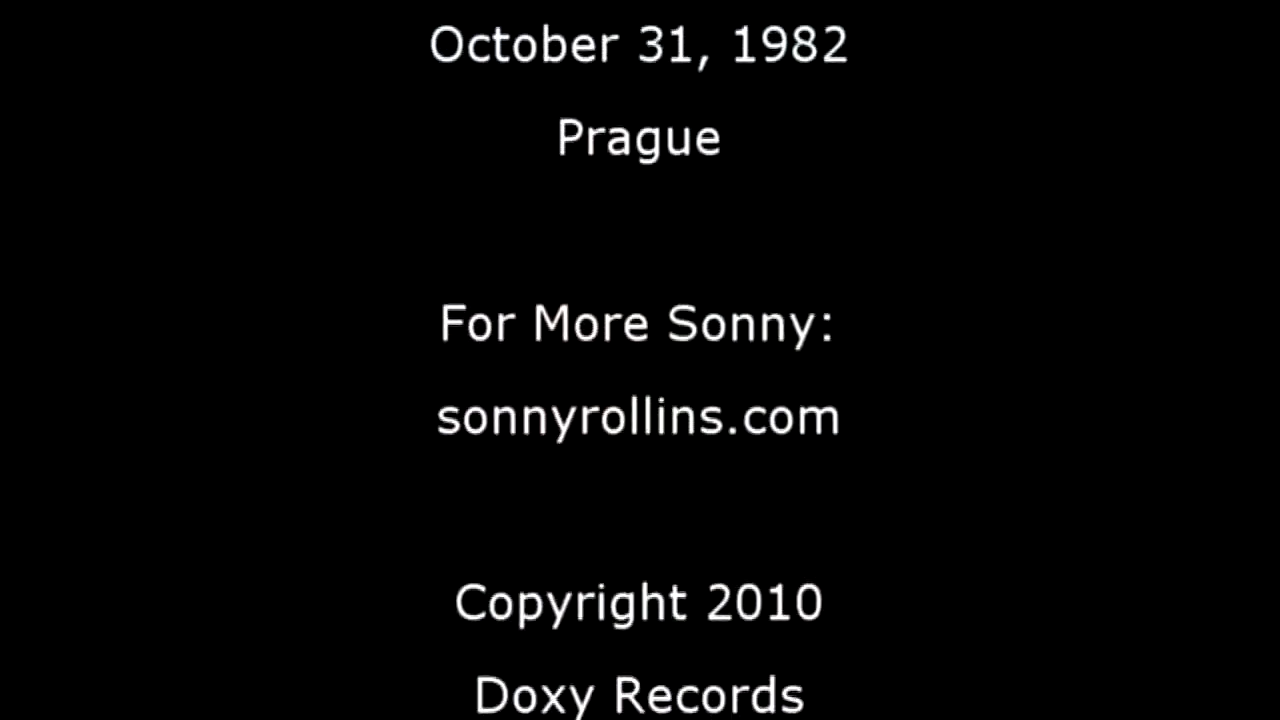 October 31, 1982
Prague
For More Sonny:
sonnyrollins.com
Copyright 2010
Doxy Records